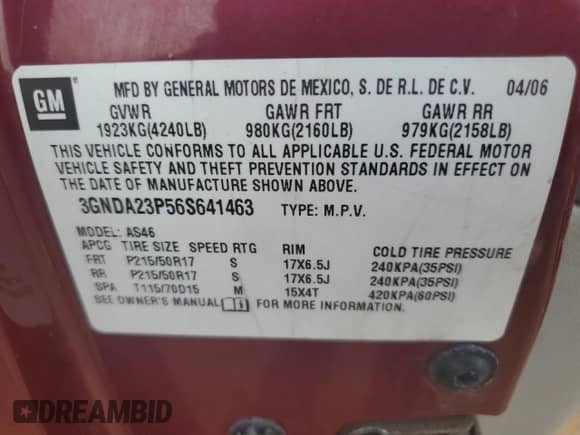 GM
®
MFD BY GENERAL MOTORS DE MEXICO, S. DE R.L. DE C.V. 04/06
GVWR GAWR FRT GAWR RR
1923KG(4240LB) 980KG(2160LB) 979KG(2158LB)
THIS VEHICLE CONFORMS TO ALL APPLICABLE U.S. FEDERAL MOTOR
VEHICLE SAFETY AND THEFT PREVENTION STANDARDS IN EFFECT ON
THE DATE OF MANUFACTURE SHOWN ABOVE.
3GNDA23P56S641463 TYPE: M.P.V.
MODEL: AS46
APCG TIRE SIZE SPEED RTG RIM COLD TIRE PRESSURE
FRT P215/50R17 S 17X6.5J 240KPA(35PSI)
RR P215/50R17 S 17X6.5J 240KPA(35PSI)
SPA T115/70D15 M 15X4T 420KPA(60PSI)
SEE OWNER'S MANUAL FOR MORE INFORMATION.
DREAMBID